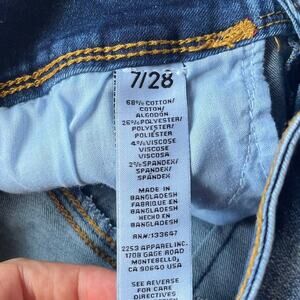 7/28
68% COTTON/
COTON/
ALGODÓN
26% POLYESTER/
POLYESTER/
POLIÉSTER
4% VISCOSE
VISCOSE
VISCOSA
2% SPANDEX/
SPANDEX/
SPANDEX
MADE IN
BANGLADESH
FABRIQUE EN
BANGLADESH
HECHO EN
BANGLADESH
RN#: 133647
2253 APPAREL INC.
1708 GAGE ROAD
MONTEBELLO,
CA 90640 USA
SEE REVERSE
FOR CARE
DIRECTIVES